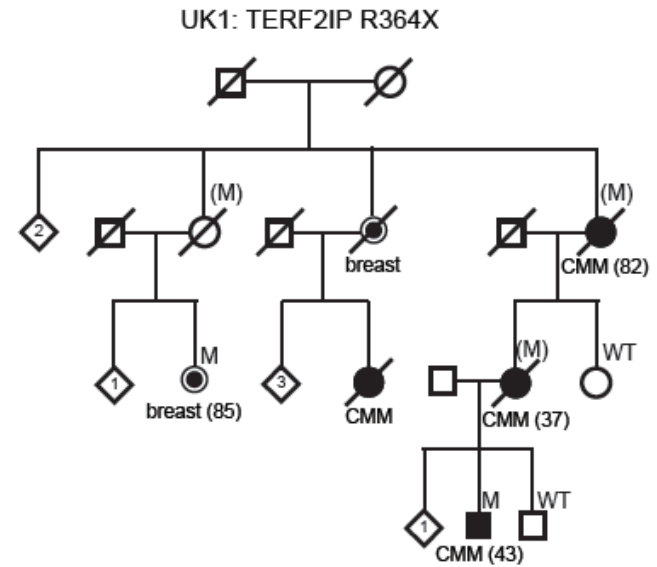 UK1: TERF2IP R364X
(M) (M)
2
breast
CMM (82)
M (M) WT
1 3
breast (85)
CMM
CMM (37)
M WT
1
CMM (43)